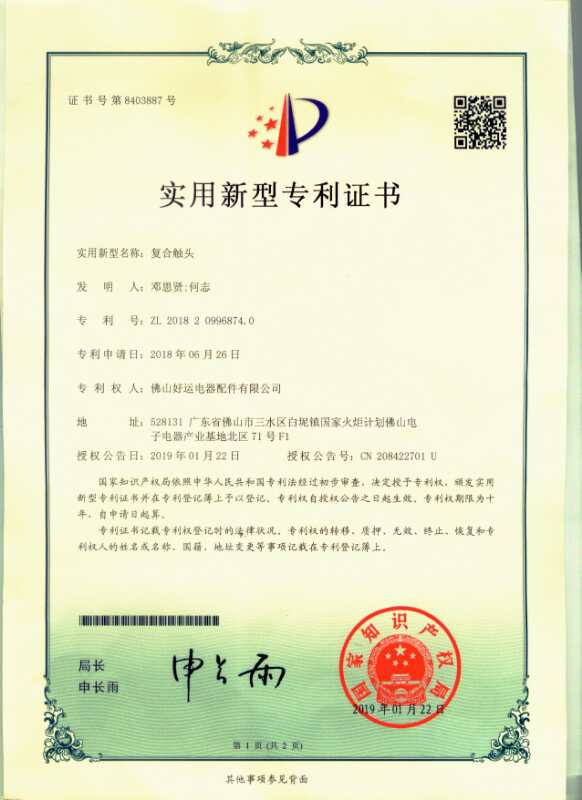 证书号第8403887号
实用新型专利证书
实用新型名称：复合触头
发明人：邓思贤;何志
专利号：ZL 2018 2 0996874.0
专利申请日：2018年06月26日
专利权人：佛山好运电器配件有限公司
地址：528131 广东省佛山市三水区白坭镇国家火炬计划佛山电
子电器产业基地北区71号F1
授权公告日：2019年01月22日 授权公告号：CN 208422701 U
国家知识产权局依照中华人民共和国专利法经过初步审查，决定授予专利权，颁发实用
新型专利证书并在专利登记簿上予以登记。专利权自授权公告之日起生效。专利权期限为十
年，自申请日起算。
专利证书记载专利权登记时的法律状况。专利权的转移、质押、无效、终止、恢复和专
利权人的姓名或名称、国籍、地址变更等事项记载在专利登记簿上。
局长
申长雨
申长雨
国家知识产权局
2019年01月22日
第1页(共2页)
其他事项参见背面